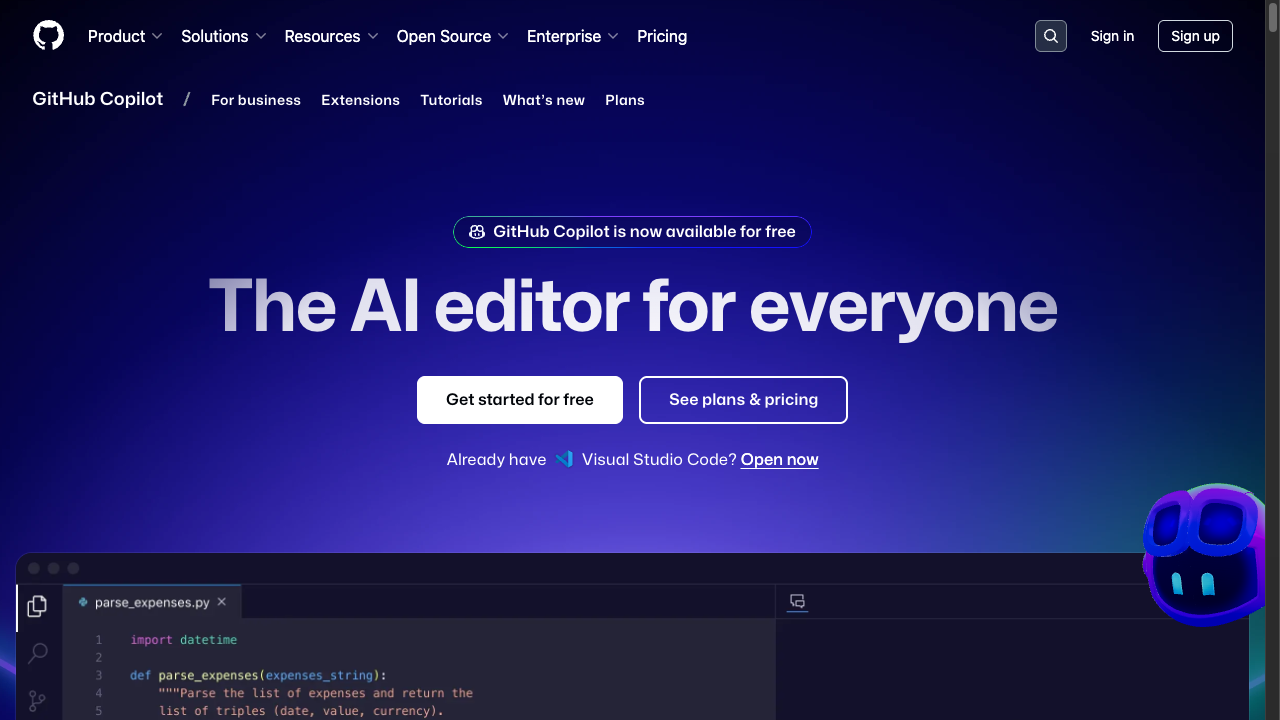 Product Solutions Resources Open Source Enterprise Pricing Sign in Sign up
GitHub Copilot / For business Extensions Tutorials What's new Plans
GitHub Copilot is now available for free
The AI editor for everyone
Get started for free See plans & pricing
Already have Visual Studio Code? Open now
parse_expenses.py
1 import datetime
2
3 def parse_expenses(expenses_string):
4 """Parse the list of expenses and return the
5 list of triples (date, value, currency).